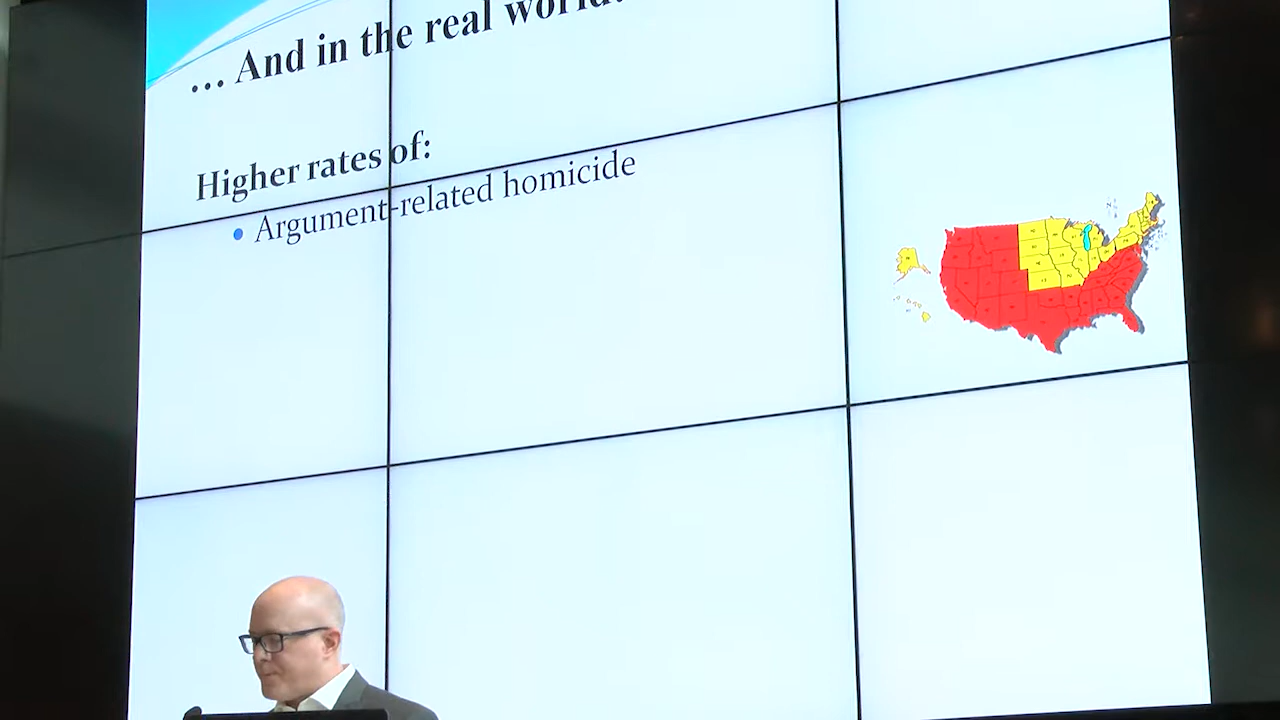 ... And in the real world.
Higher rates of:
• Argument-related homicide